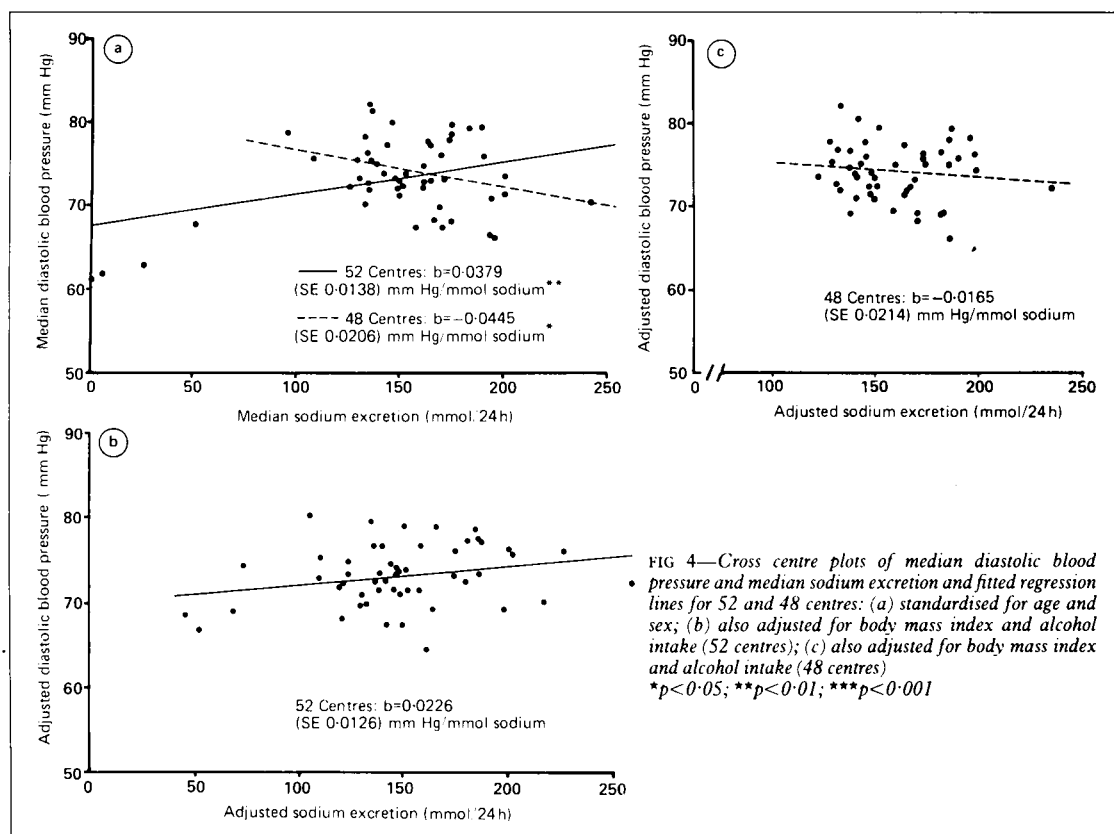 a
Median diastolic blood pressure (mm Hg)
90
80
70
60
50
0
50
100
150
200
250
Median sodium excretion (mmol/24h)
52 Centres: b=0·0379
(SE 0·0138) mm Hg/mmol sodium**
48 Centres: b=−0·0445
(SE 0·0206) mm Hg/mmol sodium*
c
Adjusted diastolic blood pressure (mm Hg)
90
80
70
60
50
100
150
200
250
Adjusted sodium excretion (mmol/24h)
48 Centres: b=−0·0165
(SE 0·0214) mm Hg/mmol sodium
b
Adjusted diastolic blood pressure (mm Hg)
90
80
70
60
50
0
50
100
150
200
250
Adjusted sodium excretion (mmol/24h)
52 Centres: b=0·0226
(SE 0·0126) mm Hg/mmol sodium
FIG 4—Cross centre plots of median diastolic blood
pressure and median sodium excretion and fitted regression
lines for 52 and 48 centres: (a) standardised for age and
sex; (b) also adjusted for body mass index and alcohol
intake (52 centres); (c) also adjusted for body mass index
and alcohol intake (48 centres)
*p<0·05; **p<0·01; ***p<0·001